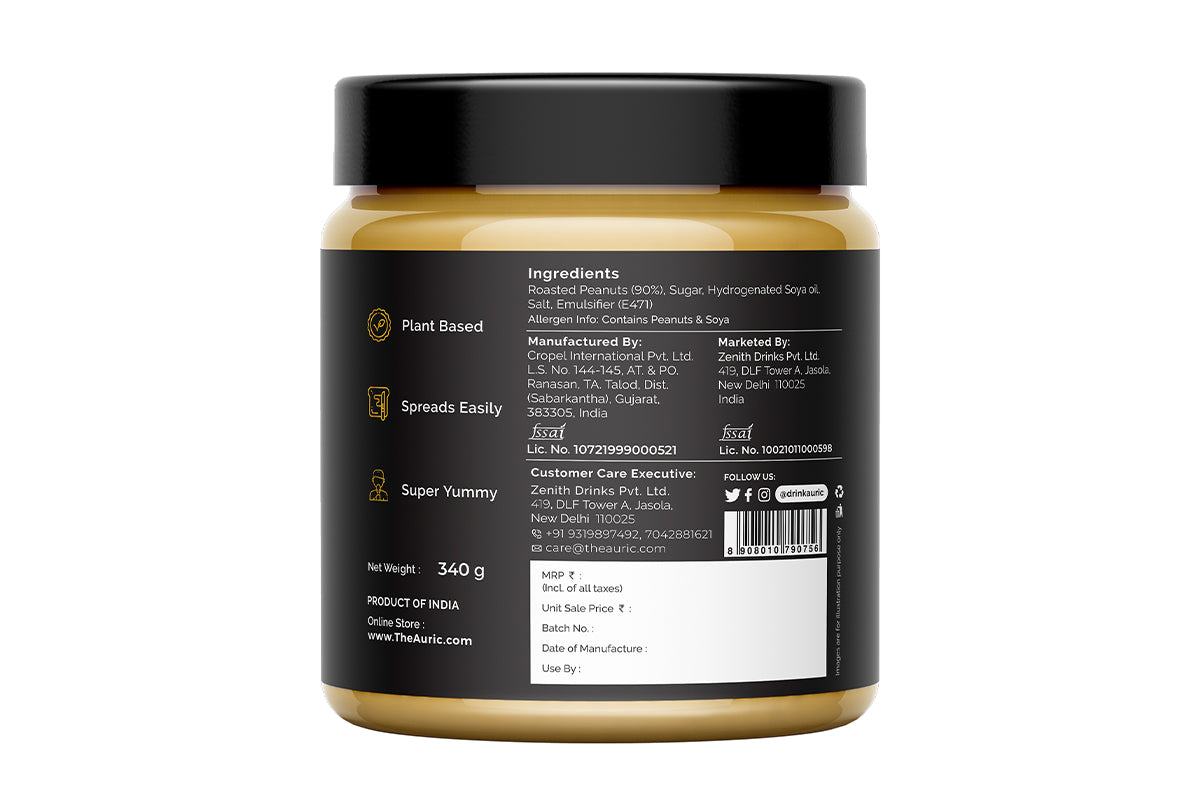 Plant Based
Spreads Easily
Super Yummy
Net Weight : 340 g
PRODUCT OF INDIA
Online Store :
www.TheAuric.com
Ingredients
Roasted Peanuts (90%), Sugar, Hydrogenated Soya oil.
Salt, Emulsifier (E471)
Allergen Info: Contains Peanuts & Soya
Manufactured By:
Cropel International Pvt. Ltd.
L.S. No. 144-145, AT. & PO.
Ranasan, TA. Talod, Dist.
(Sabarkantha), Gujarat,
383305, India
fssai
Lic. No. 10721999000521
Marketed By:
Zenith Drinks Pvt. Ltd.
419, DLF Tower A, Jasola,
New Delhi 110025
India
fssai
Lic. No. 10021011000598
Customer Care Executive:
Zenith Drinks Pvt. Ltd.
419, DLF Tower A, Jasola,
New Delhi 110025
+91 9319897492, 7042881621
care@theauric.com
FOLLOW US:
@drinkauric
8 908010 790756
Images are for illustration purpose only
MRP ₹ :
(Incl. of all taxes)
Unit Sale Price ₹ :
Batch No. :
Date of Manufacture :
Use By :